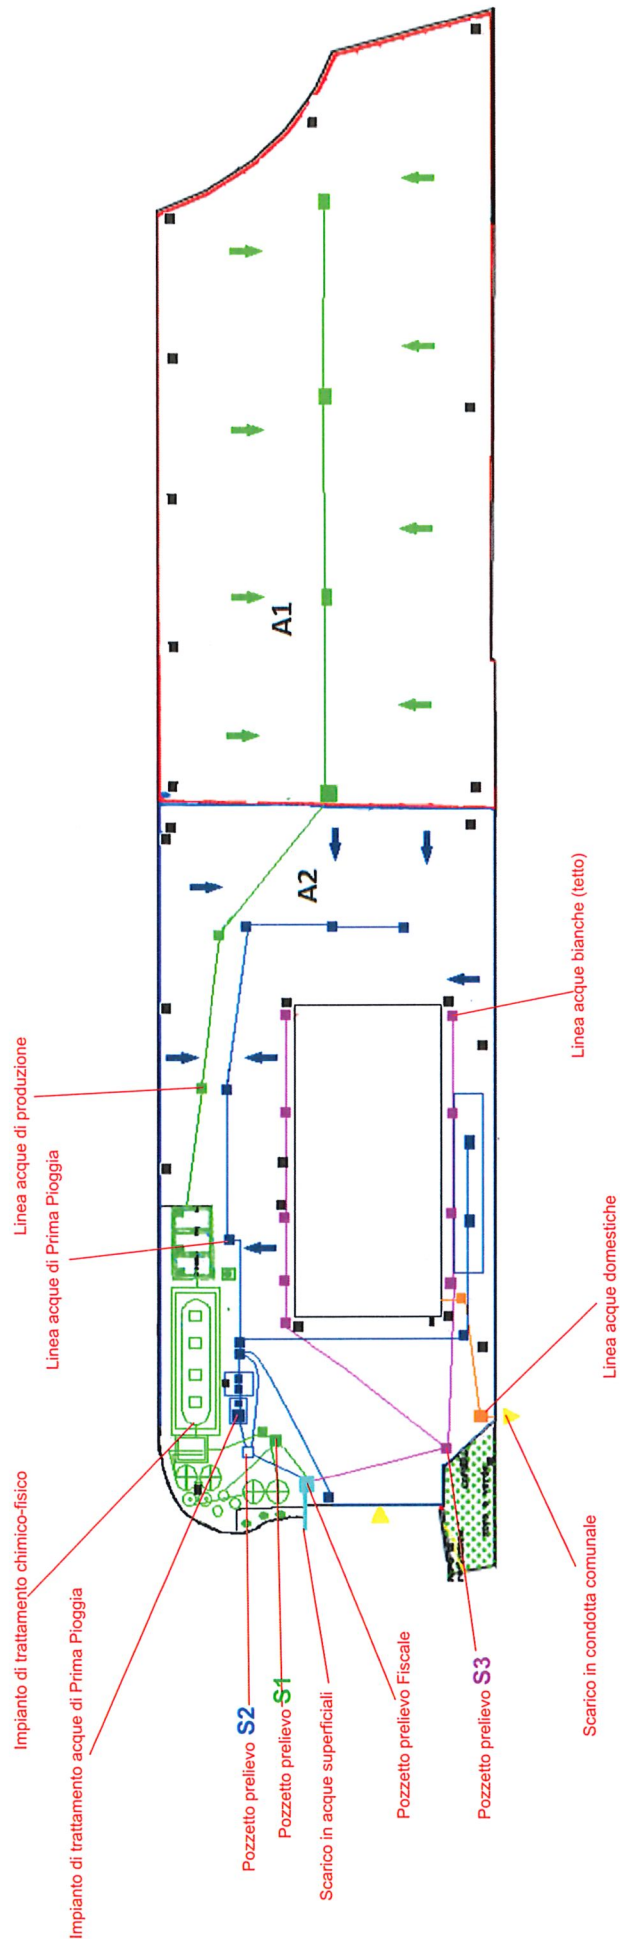 Impianto di trattamento acque di Prima Pioggia
Impianto di trattamento chimico-fisico
Linea acque di Prima Pioggia
Linea acque di produzione
Pozzetto prelievo S2
Pozzetto prelievo S1
Scarico in acque superficiali
Pozzetto prelievo Fiscale
Pozzetto prelievo S3
Scarico in condotta comunale
Linea acque domestiche
Linea acque bianche (tetto)
A2
A1